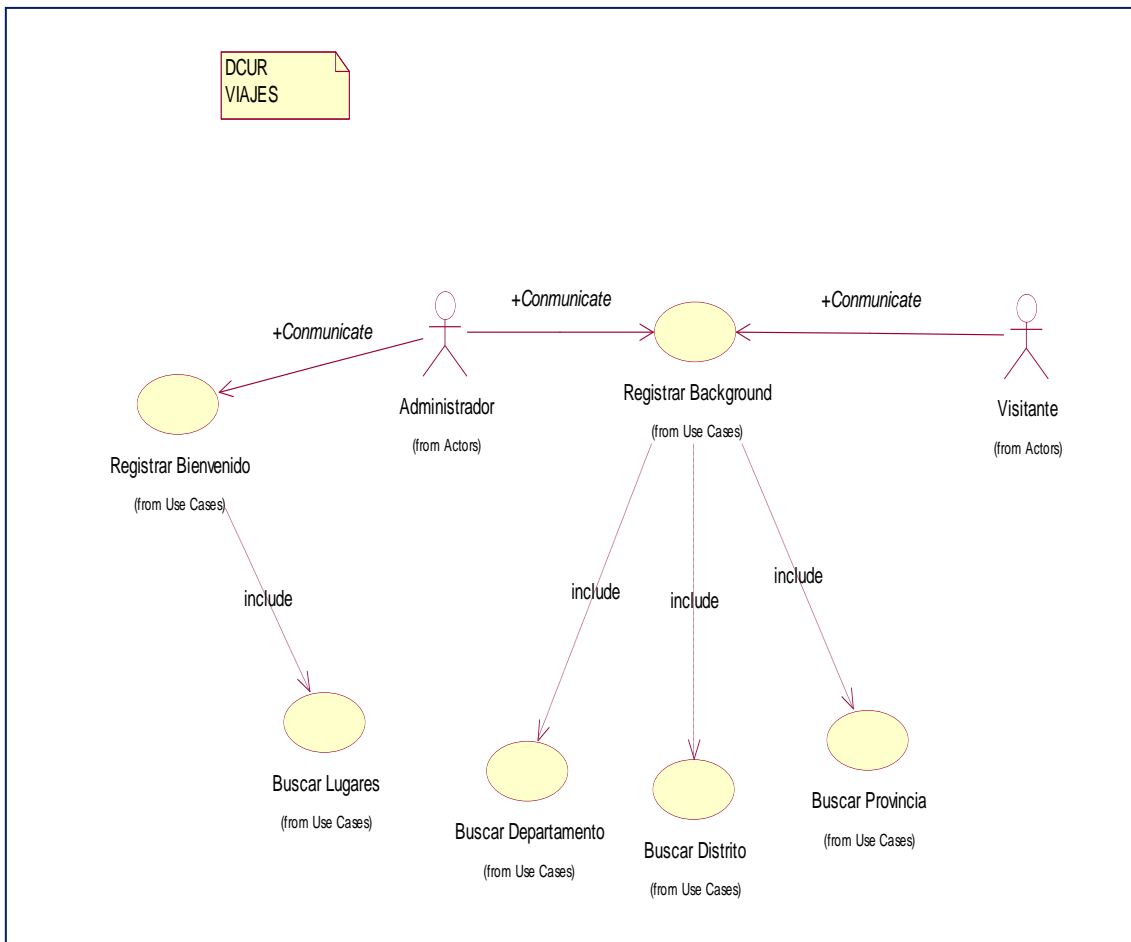 DCUR
VIAJES
+Conmunicate
+Conmunicate
+Conmunicate
Administrador
(from Actors)
Registrar Background
(from Use Cases)
Visitante
(from Actors)
Registrar Bienvenido
(from Use Cases)
include
include
include
include
Buscar Lugares
(from Use Cases)
Buscar Departamento
(from Use Cases)
Buscar Distrito
(from Use Cases)
Buscar Provincia
(from Use Cases)